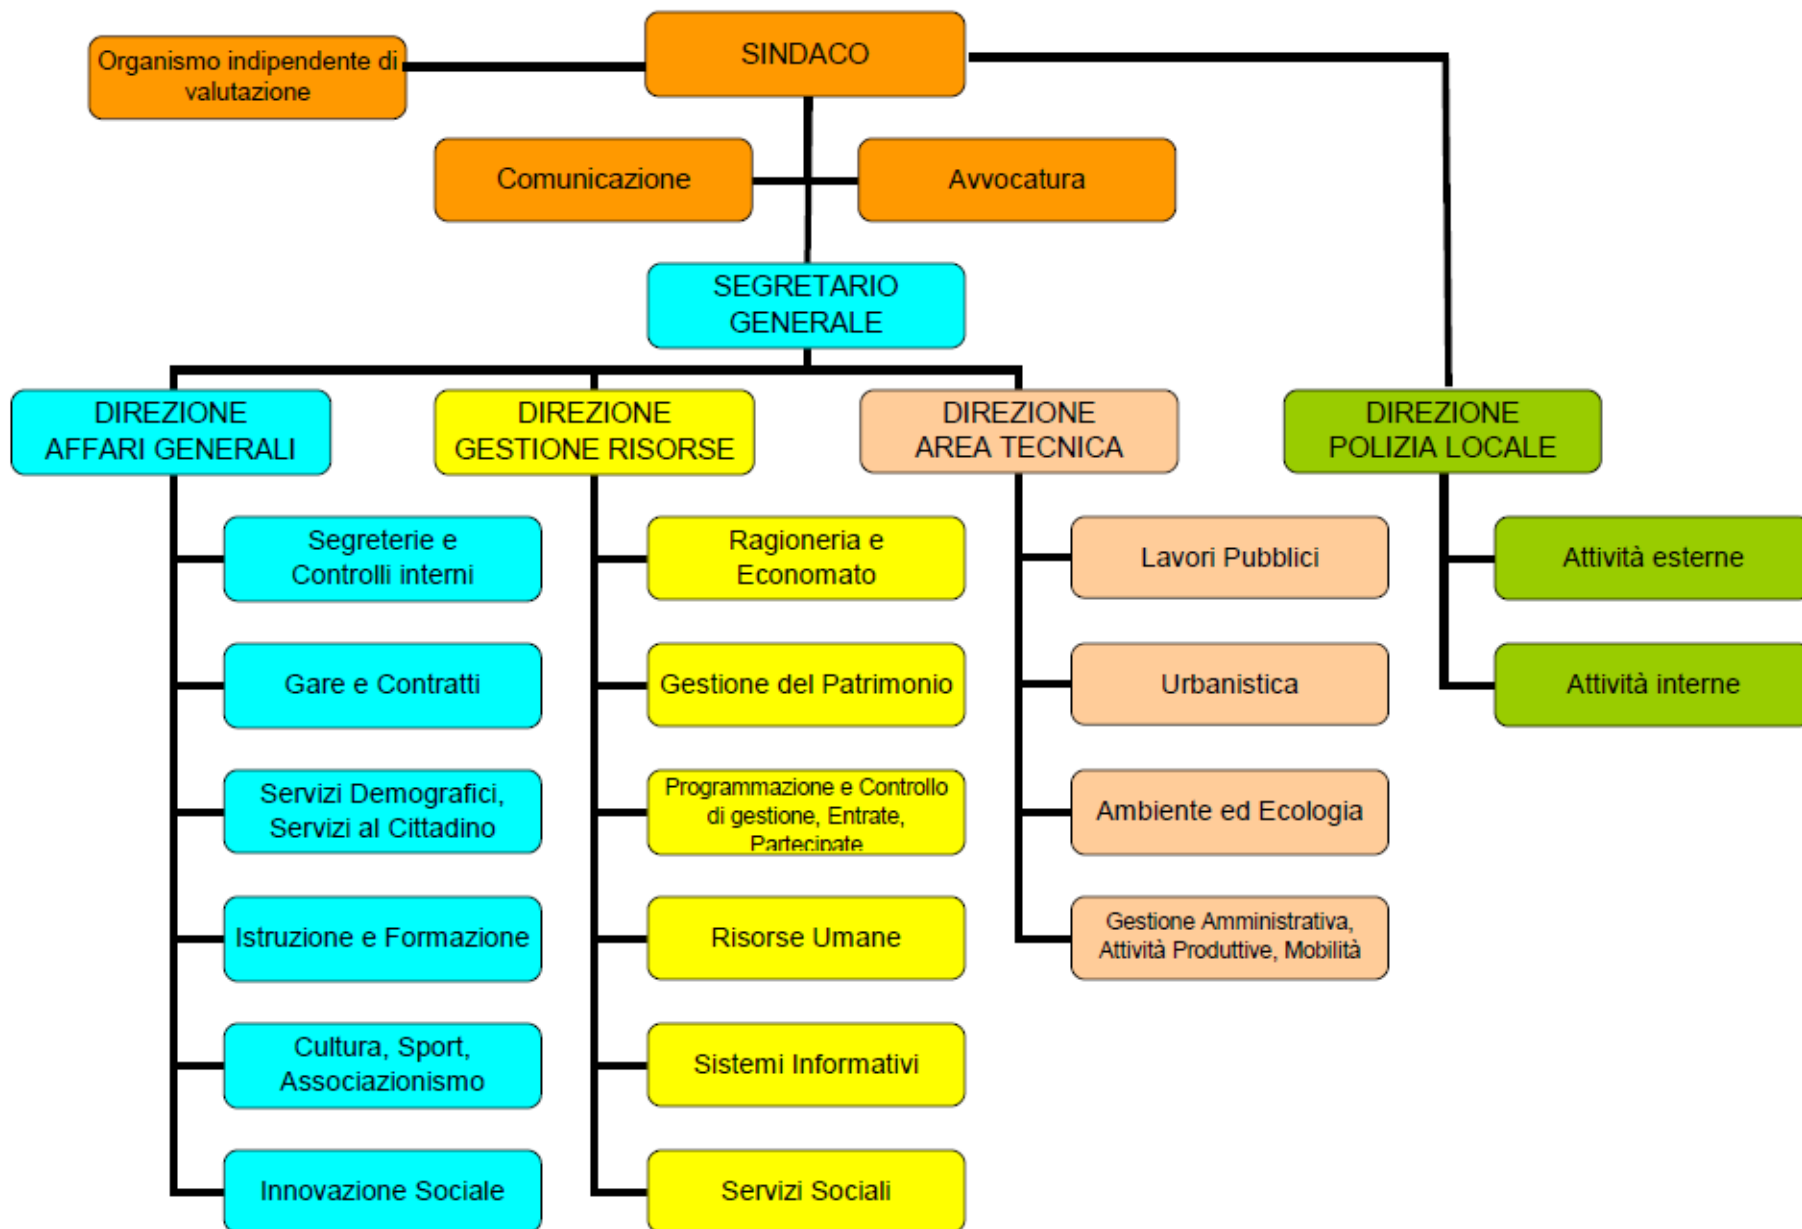 SINDACO
Organismo indipendente di
valutazione
Comunicazione
Avvocatura
SEGRETARIO
GENERALE
DIREZIONE
AFFARI GENERALI
DIREZIONE
GESTIONE RISORSE
DIREZIONE
AREA TECNICA
DIREZIONE
POLIZIA LOCALE
Segreterie e
Controlli interni
Ragioneria e
Economato
Lavori Pubblici
Attività esterne
Gare e Contratti
Gestione del Patrimonio
Urbanistica
Attività interne
Servizi Demografici,
Servizi al Cittadino
Programmazione e Controllo
di gestione, Entrate,
Partecipate
Ambiente ed Ecologia
Istruzione e Formazione
Risorse Umane
Gestione Amministrativa,
Attività Produttive, Mobilità
Cultura, Sport,
Associazionismo
Sistemi Informativi
Innovazione Sociale
Servizi Sociali